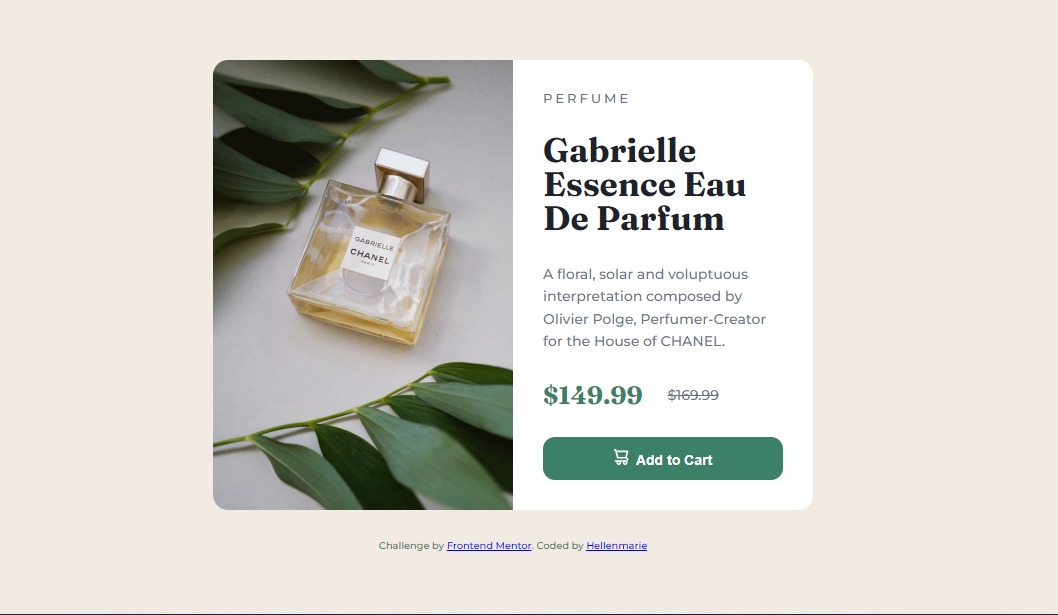 PERFUME
Gabrielle
Essence Eau
De Parfum
A floral, solar and voluptuous
interpretation composed by
Olivier Polge, Perfumer-Creator
for the House of CHANEL.
$149.99 $169.99
Add to Cart
GABRIELLE
CHANEL
PARIS
Challenge by Frontend Mentor. Coded by Hellenmarie